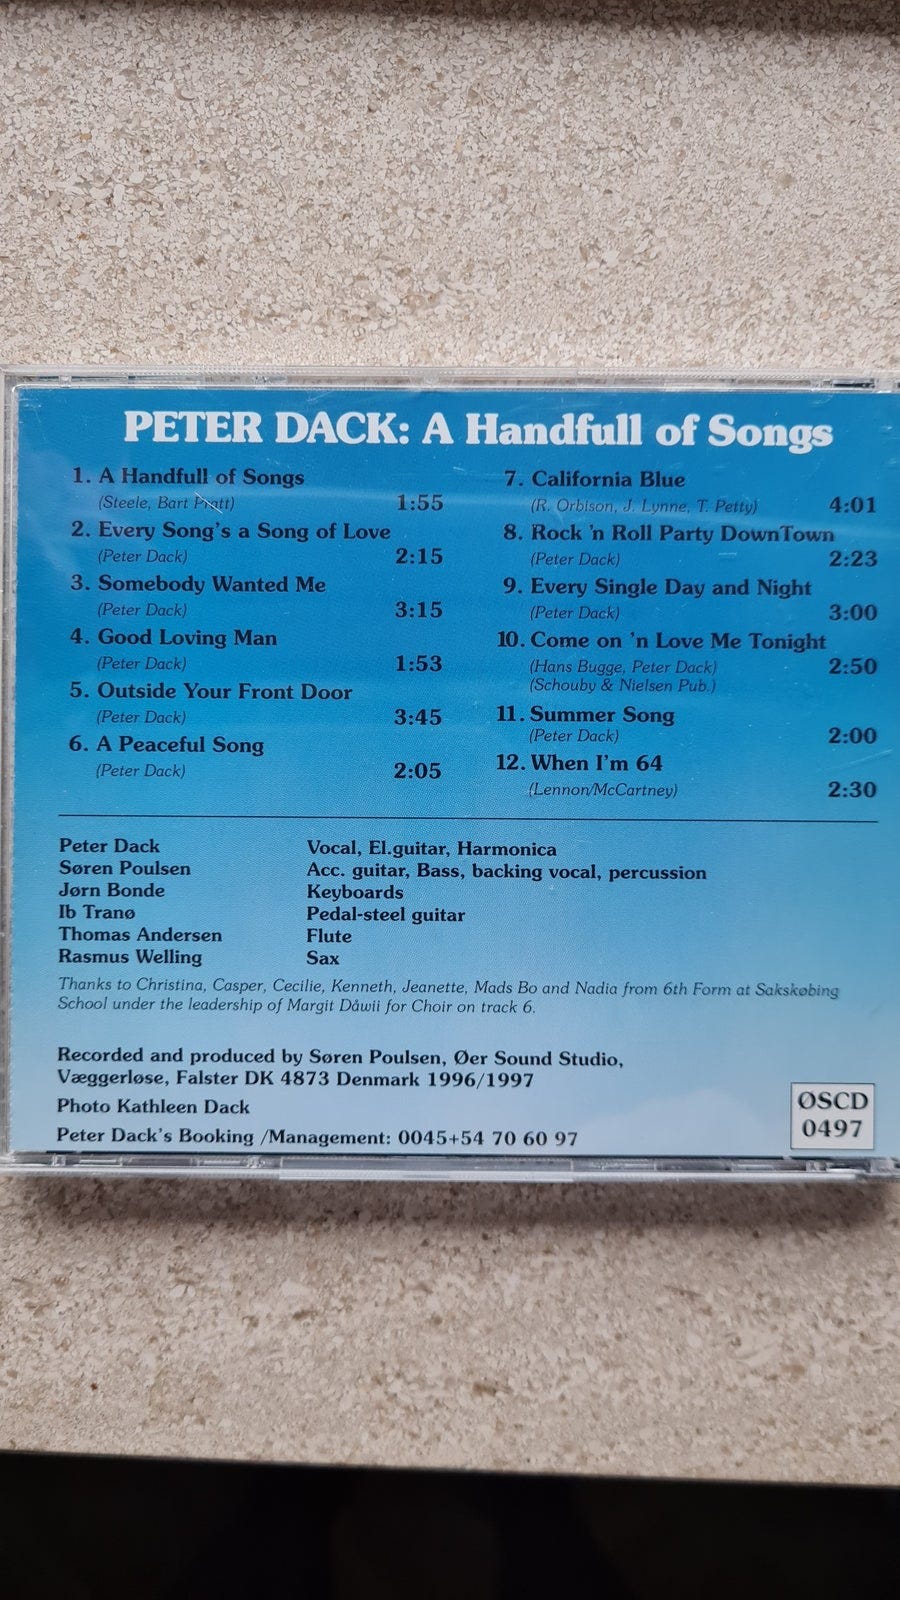 PETER DACK: A Handfull of Songs
1. A Handfull of Songs
(Steele, Bart Pratt) 1:55
2. Every Song's a Song of Love
(Peter Dack) 2:15
3. Somebody Wanted Me
(Peter Dack) 3:15
4. Good Loving Man
(Peter Dack) 1:53
5. Outside Your Front Door
(Peter Dack) 3:45
6. A Peaceful Song
(Peter Dack) 2:05
7. California Blue
(R. Orbison, J. Lynne, T. Petty) 4:01
8. Rock 'n Roll Party DownTown
(Peter Dack) 2:23
9. Every Single Day and Night
(Peter Dack) 3:00
10. Come on 'n Love Me Tonight
(Hans Bugge, Peter Dack) 2:50
(Schouby & Nielsen Pub.)
11. Summer Song
(Peter Dack) 2:00
12. When I'm 64
(Lennon/McCartney) 2:30
Peter Dack Vocal, El.guitar, Harmonica
Søren Poulsen Acc. guitar, Bass, backing vocal, percussion
Jørn Bonde Keyboards
Ib Tranø Pedal-steel guitar
Thomas Andersen Flute
Rasmus Welling Sax
Thanks to Christina, Casper, Cecilie, Kenneth, Jeanette, Mads Bo and Nadia from 6th Form at Sakskøbing
School under the leadership of Margit Dåwii for Choir on track 6.
Recorded and produced by Søren Poulsen, Øer Sound Studio,
Væggerløse, Falster DK 4873 Denmark 1996/1997
Photo Kathleen Dack
Peter Dack's Booking /Management: 0045+54 70 60 97
ØSCD
0497